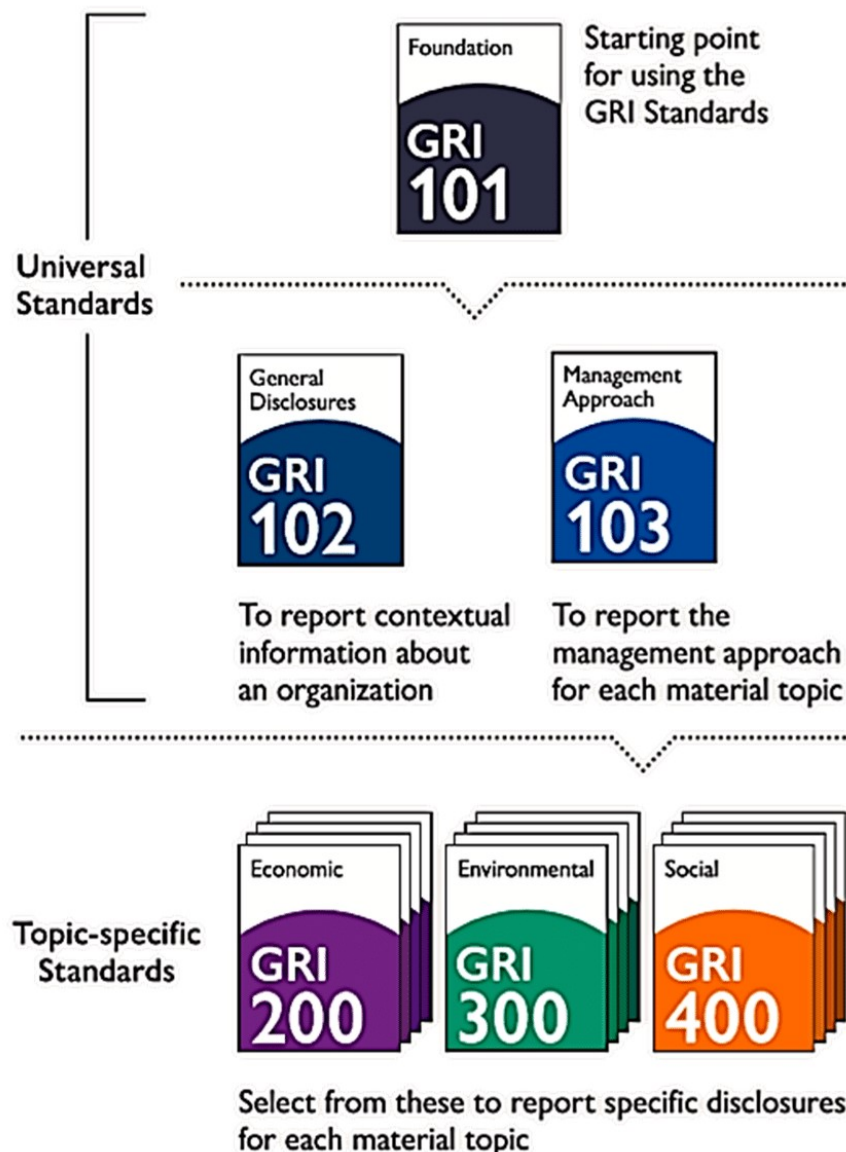 Foundation
GRI
101
Starting point
for using the
GRI Standards
Universal
Standards
General
Disclosures
GRI
102
To report contextual
information about
an organization
Management
Approach
GRI
103
To report the
management approach
for each material topic
Topic-specific
Standards
Economic
GRI
200
Environmental
GRI
300
Social
GRI
400
Select from these to report specific disclosures
for each material topic